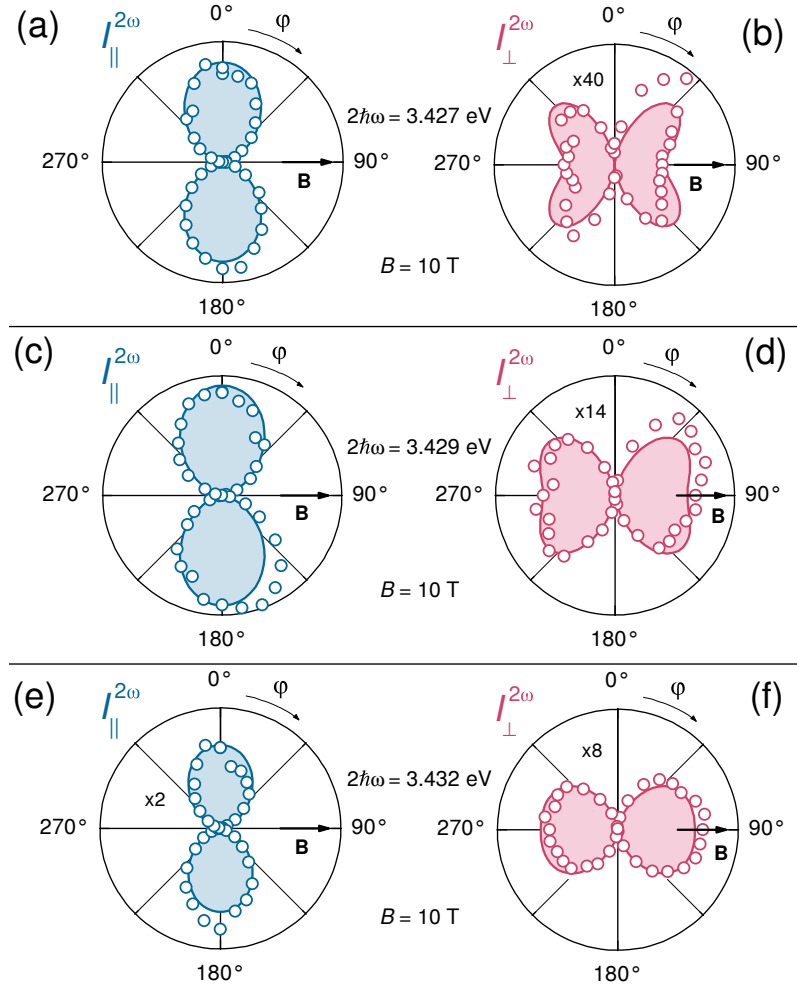 (a) I∥^2ω 0° φ I⊥^2ω φ (b)
x40
2ħω = 3.427 eV
270° B 90° 270° B 90°
B = 10 T
180° 180°
(c) I∥^2ω 0° φ I⊥^2ω 0° φ (d)
x14
2ħω = 3.429 eV
270° B 90° 270° B 90°
B = 10 T
180° 180°
(e) I∥^2ω 0° φ I⊥^2ω 0° φ (f)
x2 2ħω = 3.432 eV x8
270° B 90° 270° B 90°
B = 10 T
180° 180°